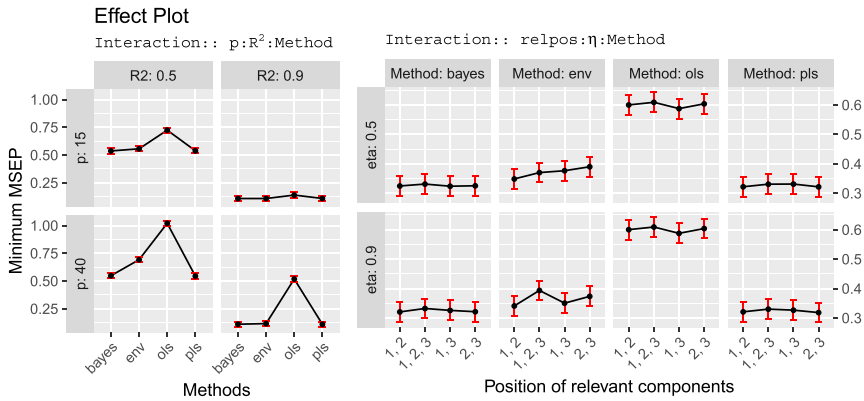 Effect Plot
Interaction:: p:R²:Method
R2: 0.5
R2: 0.9
1.00
0.75
0.50
0.25
p: 15
1.00
0.75
0.50
0.25
p: 40
Minimum MSEP
bayes
env
ols
pls
bayes
env
ols
pls
Methods
Interaction:: relpos:η:Method
Method: bayes
Method: env
Method: ols
Method: pls
eta: 0.5
0.6
0.5
0.4
0.3
eta: 0.9
0.6
0.5
0.4
0.3
1, 2
1, 2, 3
1, 3
2, 3
1, 2
1, 2, 3
1, 3
2, 3
1, 2
1, 2, 3
1, 3
2, 3
1, 2
1, 2, 3
1, 3
2, 3
Position of relevant components